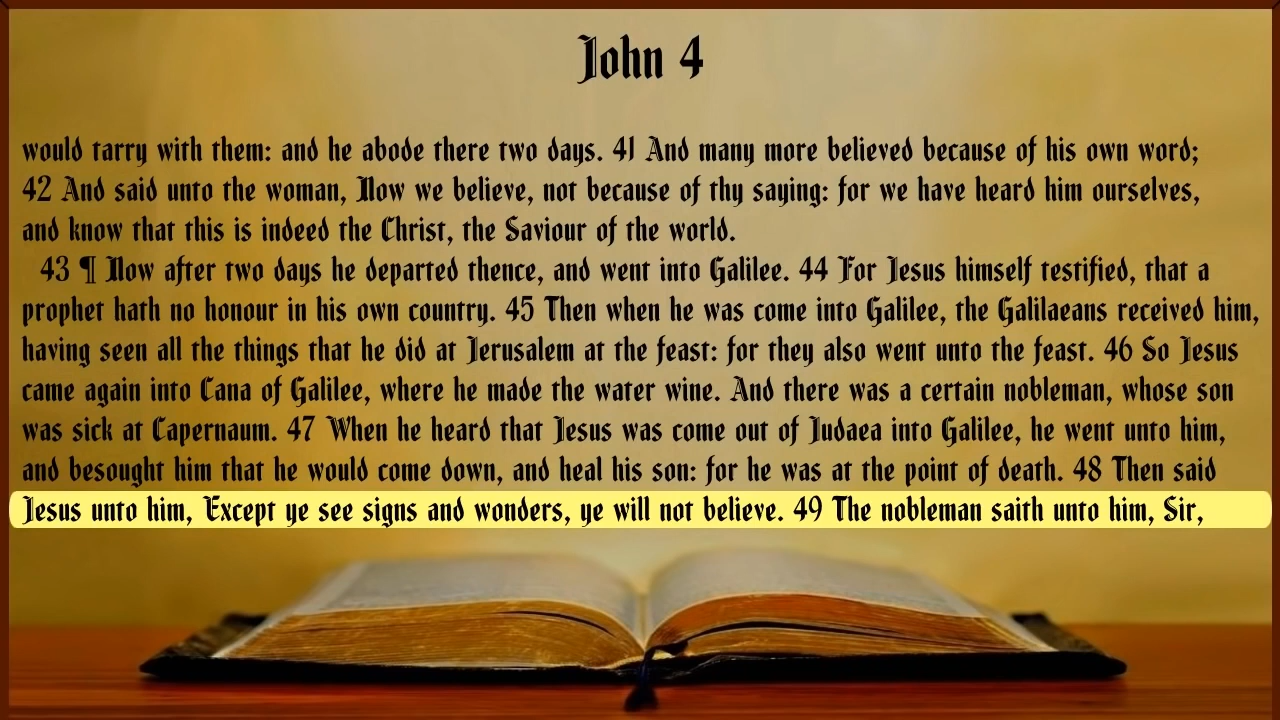 John 4
would tarry with them: and he abode there two days. 41 And many more believed because of his own word;
42 And said unto the woman, Now we believe, not because of thy saying: for we have heard him ourselves,
and know that this is indeed the Christ, the Saviour of the world.
43 ¶ Now after two days he departed thence, and went into Galilee. 44 For Jesus himself testified, that a
prophet hath no honour in his own country. 45 Then when he was come into Galilee, the Galilaeans received him,
having seen all the things that he did at Jerusalem at the feast: for they also went unto the feast. 46 So Jesus
came again into Cana of Galilee, where he made the water wine. And there was a certain nobleman, whose son
was sick at Capernaum. 47 When he heard that Jesus was come out of Judaea into Galilee, he went unto him,
and besought him that he would come down, and heal his son: for he was at the point of death. 48 Then said
Jesus unto him, Except ye see signs and wonders, ye will not believe. 49 The nobleman saith unto him, Sir,